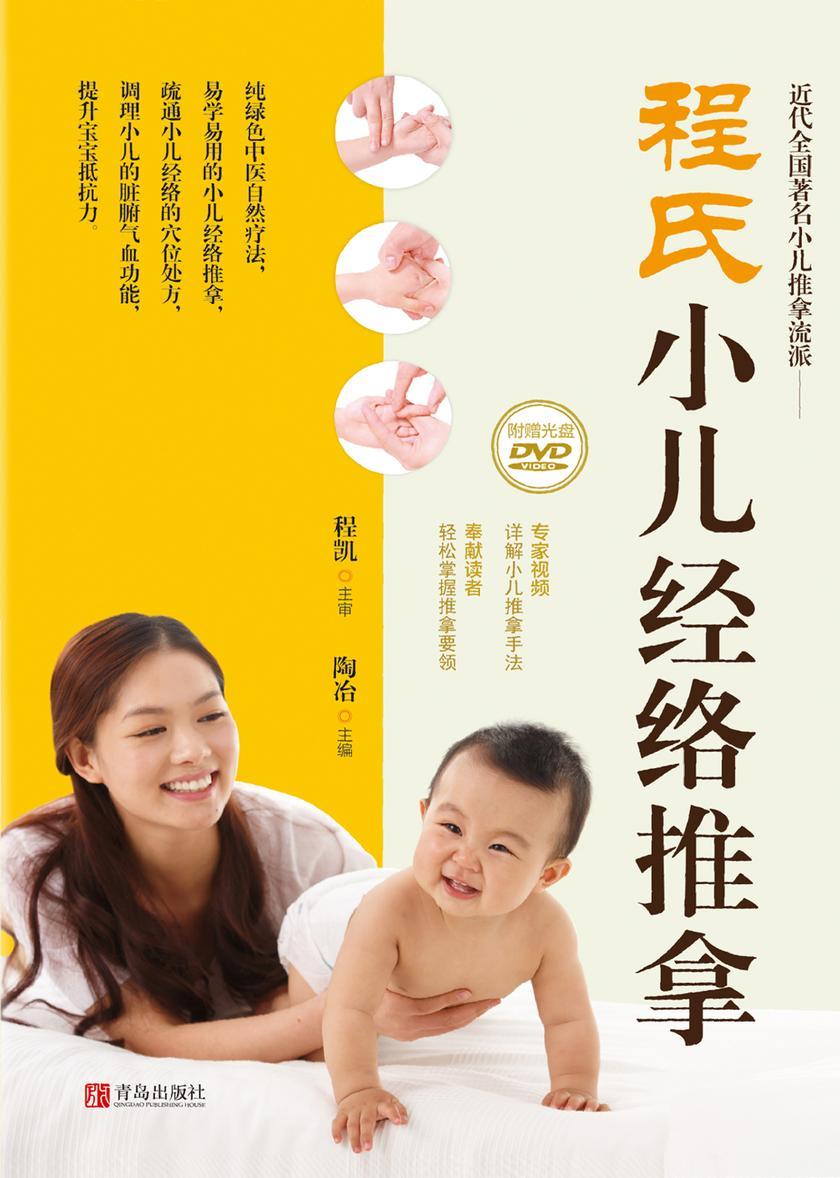 近代全国著名小儿推拿流派——
程氏
小儿经络推拿
附赠光盘
DVD
VIDEO
专家视频
详解小儿推拿手法
奉献读者
轻松掌握推拿要领
程凯 主审
陶冶 主编
纯绿色中医自然疗法，
易学易用的小儿经络推拿，
疏通小儿经络的穴位处方，
调理小儿的脏腑气血功能，
提升宝宝抵抗力。
青岛出版社
QINGDAO PUBLISHING HOUSE